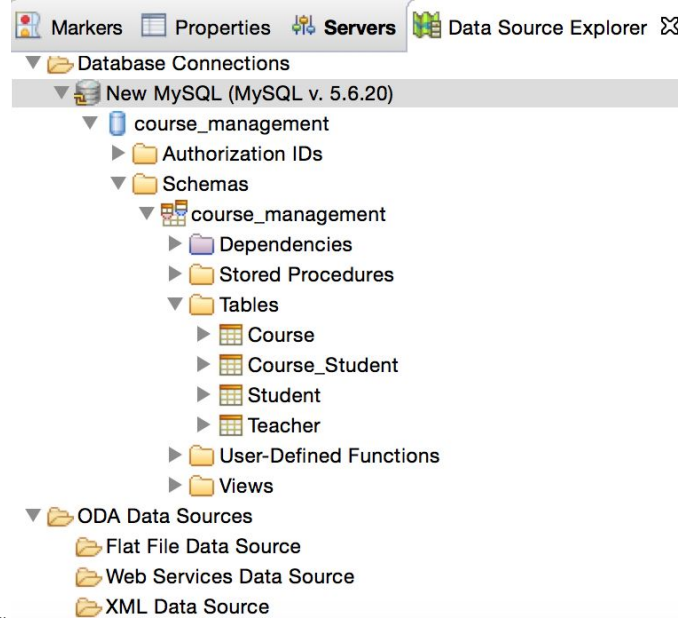 Markers Properties Servers Data Source Explorer
Database Connections
New MySQL (MySQL v. 5.6.20)
course_management
Authorization IDs
Schemas
course_management
Dependencies
Stored Procedures
Tables
Course
Course_Student
Student
Teacher
User-Defined Functions
Views
ODA Data Sources
Flat File Data Source
Web Services Data Source
XML Data Source